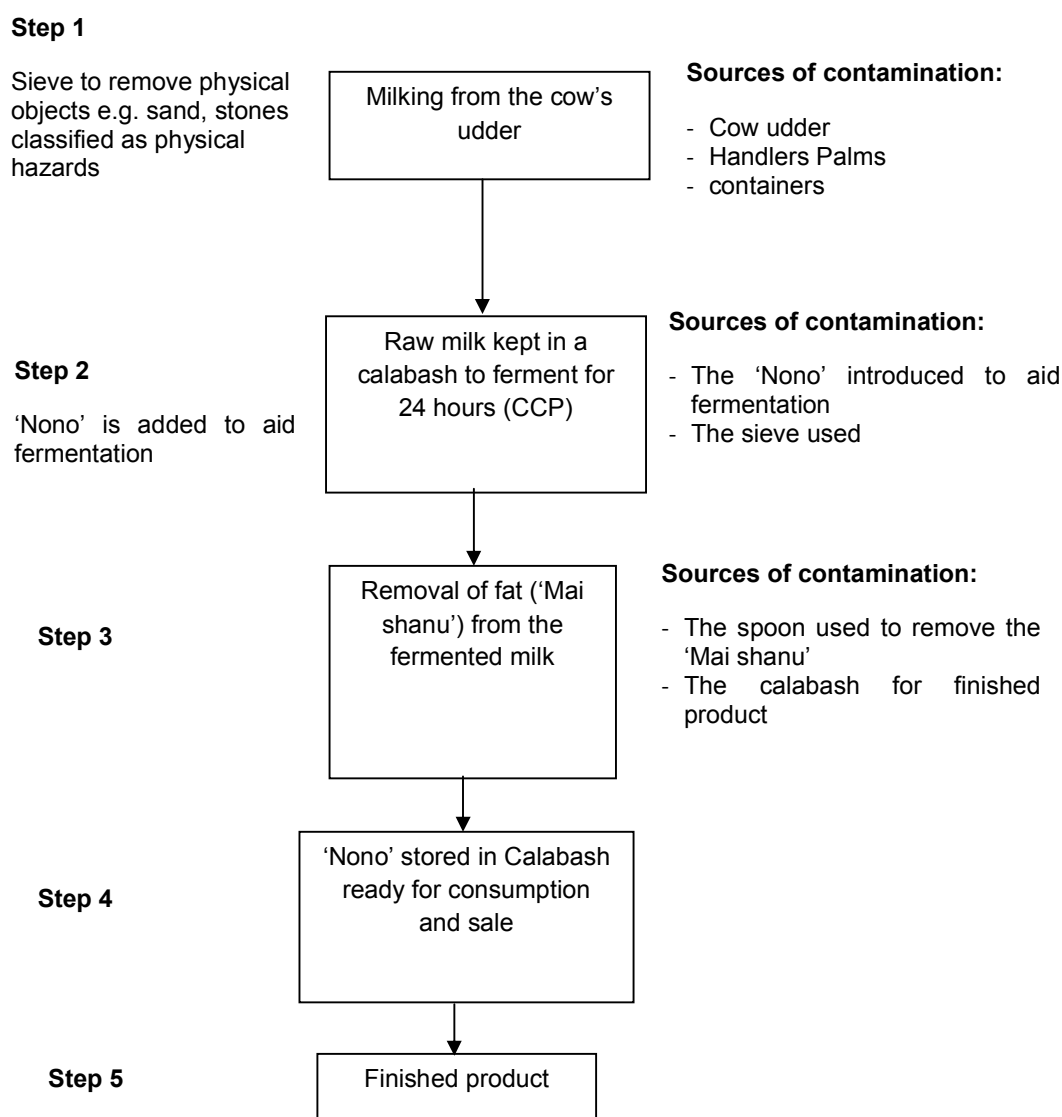 Step 1
Sieve to remove physical
objects e.g. sand, stones
classified as physical
hazards
Milking from the cow's
udder
Sources of contamination:
- Cow udder
- Handlers Palms
- containers
Step 2
'Nono' is added to aid
fermentation
Raw milk kept in a
calabash to ferment for
24 hours (CCP)
Sources of contamination:
- The 'Nono' introduced to aid
fermentation
- The sieve used
Step 3
Removal of fat ('Mai
shanu') from the
fermented milk
Sources of contamination:
- The spoon used to remove the
'Mai shanu'
- The calabash for finished
product
Step 4
'Nono' stored in Calabash
ready for consumption
and sale
Step 5
Finished product